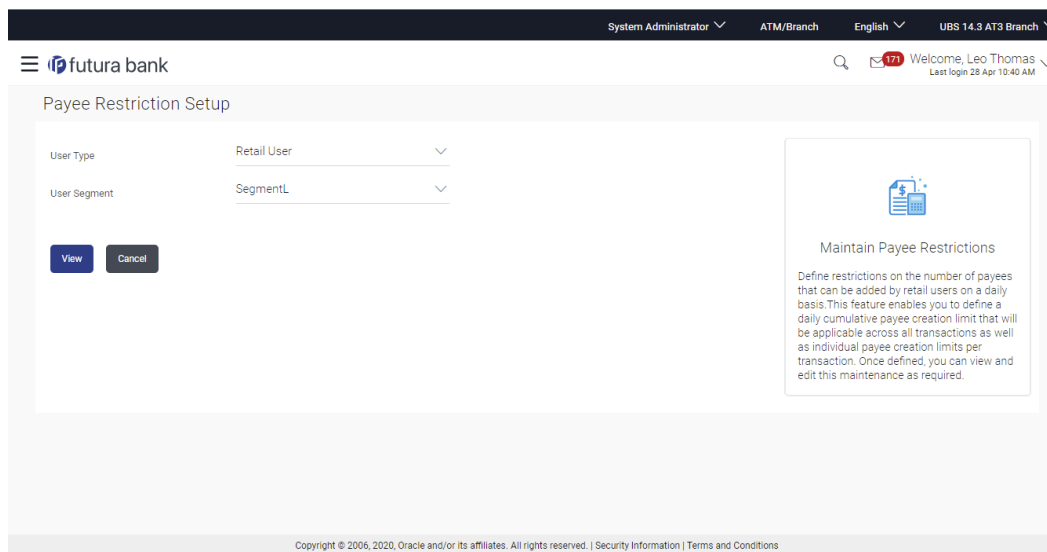 System Administrator ATM/Branch English UBS 14.3 AT3 Branch
futura bank 171 Welcome, Leo Thomas
Last login 28 Apr 10:40 AM
Payee Restriction Setup
User Type Retail User
User Segment SegmentL
View Cancel
Maintain Payee Restrictions
Define restrictions on the number of payees
that can be added by retail users on a daily
basis.This feature enables you to define a
daily cumulative payee creation limit that will
be applicable across all transactions as well
as individual payee creation limits per
transaction. Once defined, you can view and
edit this maintenance as required.
Copyright © 2006, 2020, Oracle and/or its affiliates. All rights reserved. | Security Information | Terms and Conditions